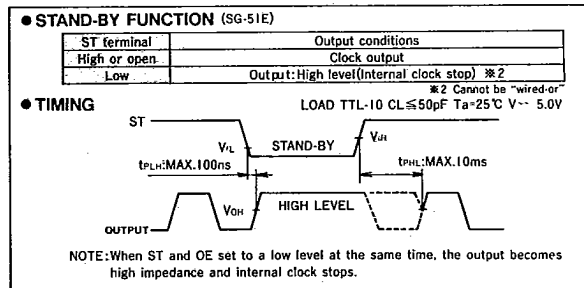 ● STAND-BY FUNCTION (SG-51E)
ST terminal Output conditions
High or open Clock output
Low Output:High level(Internal clock stop) ※2
※2 Cannot be "wired-or"
● TIMING LOAD TTL-10 CL≦50pF Ta=25℃ V-- 5.0V
ST
VIL STAND-BY VIH
tPLH:MAX.100ns tPHL:MAX.10ms
VOH HIGH LEVEL
OUTPUT
NOTE:When ST and OE set to a low level at the same time, the output becomes
high impedance and internal clock stops.